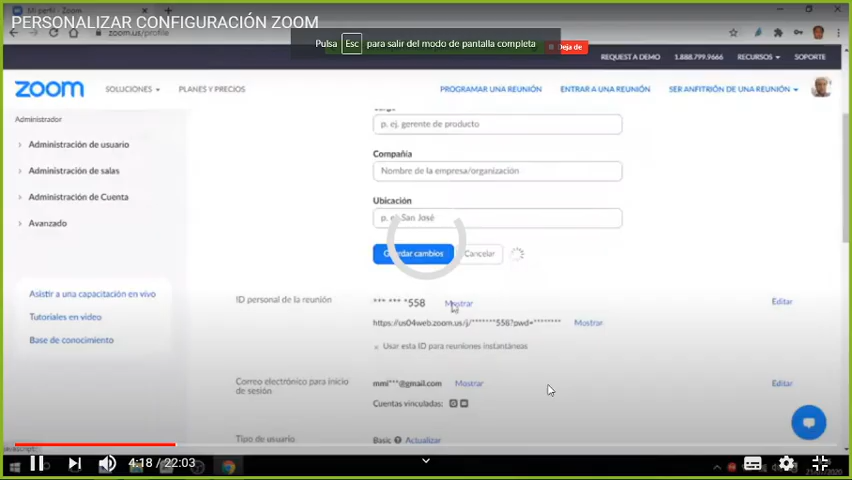 PERSONALIZAR CONFIGURACIÓN ZOOM
Mi perfil - Zoom
Pulsa Esc para salir del modo de pantalla completa
Deja de
zoom.us/profile
REQUEST A DEMO 1.888.799.9666 RECURSOS SOPORTE
zoom SOLUCIONES PLANES Y PRECIOS PROGRAMAR UNA REUNIÓN ENTRAR A UNA REUNIÓN SER ANFITRIÓN DE UNA REUNIÓN
Administrador
Administración de usuario
Administración de salas
Administración de Cuenta
Avanzado
Asistir a una capacitación en vivo
Tutoriales en vídeo
Base de conocimiento
p. ej. gerente de producto
Compañía
Nombre de la empresa/organización
Ubicación
p. ej. San José
Guardar cambios Cancelar
ID personal de la reunión *** *** *558 Mostrar Editar
https://us04web.zoom.us/j/*******558?pwd=******** Mostrar
Usar esta ID para reuniones instantáneas
Correo electrónico para inicio de sesión mmi***@gmail.com Mostrar Editar
Cuentas vinculadas:
Tipo de usuario Basic Actualizar
4:18 / 22:03